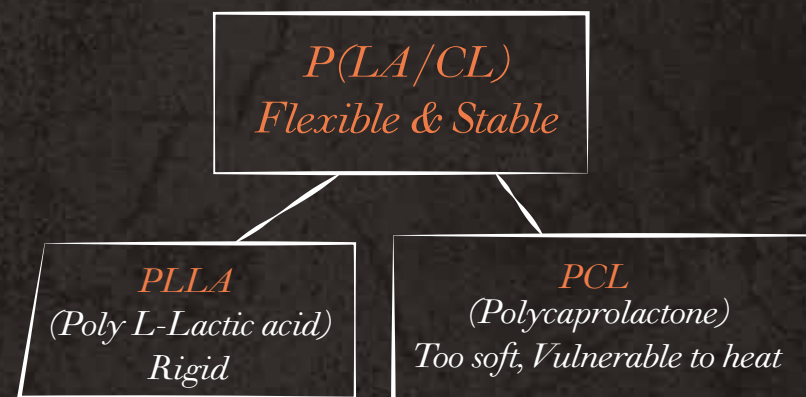 P(LA/CL)
Flexible & Stable
PLLA
(Poly L-Lactic acid)
Rigid
PCL
(Polycaprolactone)
Too soft, Vulnerable to heat